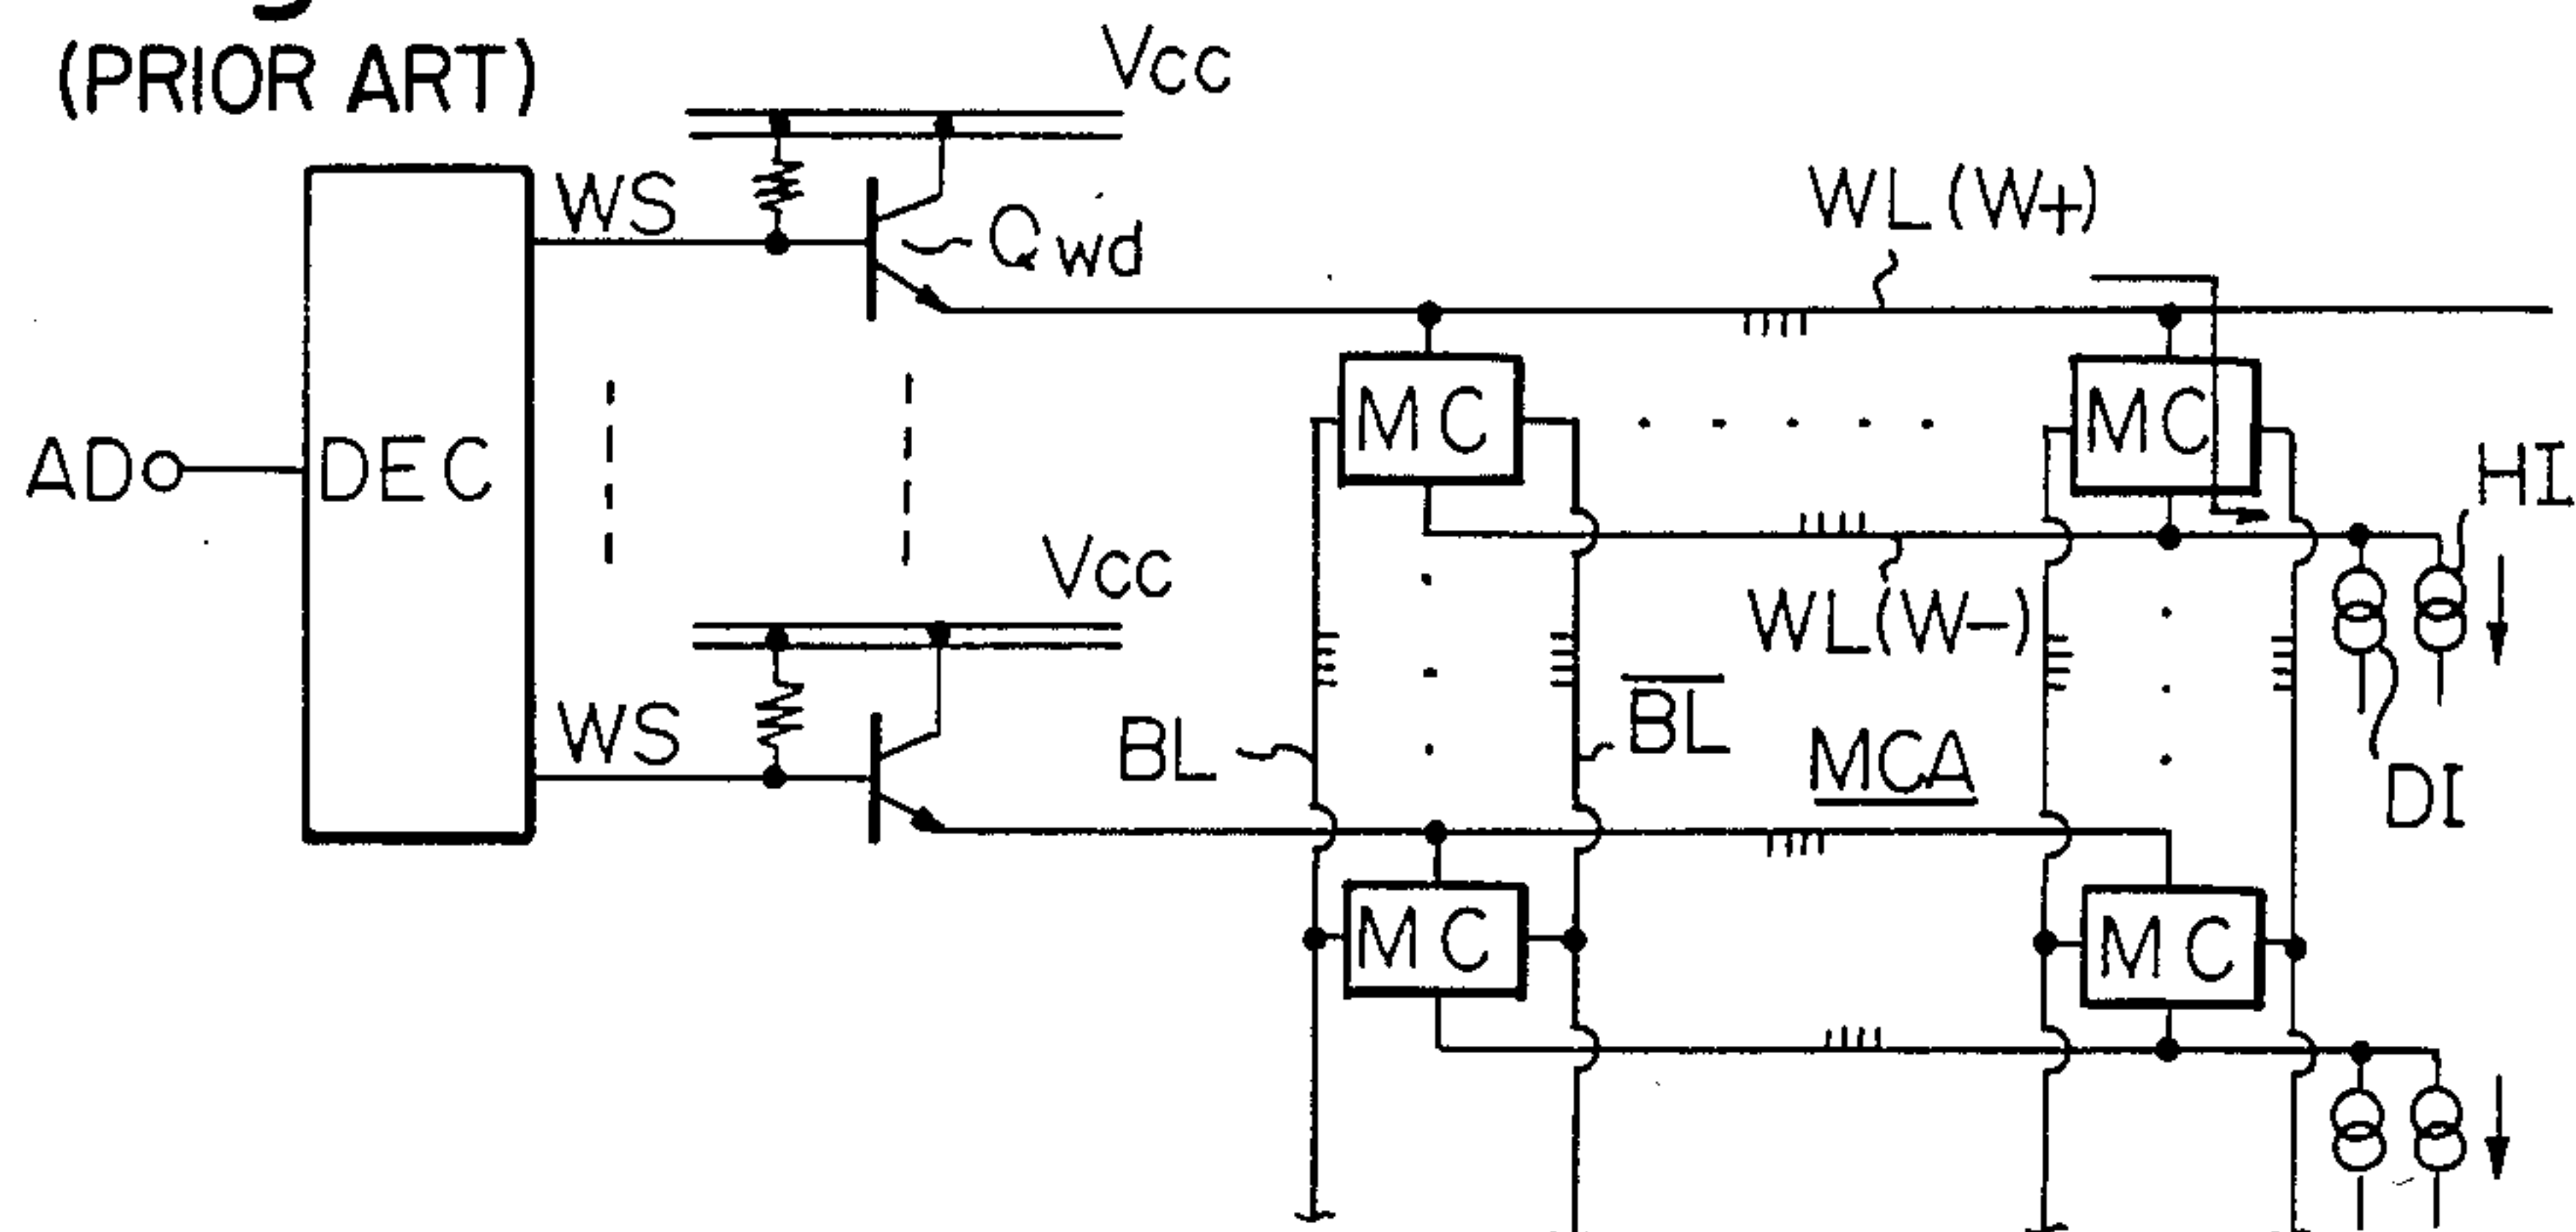 (PRIOR ART)
Vcc
WS
Qwd
WL(W+)
MC
MC
AD
DEC
HI
Vcc
WL(W-)
WS
BL
B̅L̅
MCA
DI
MC
MC